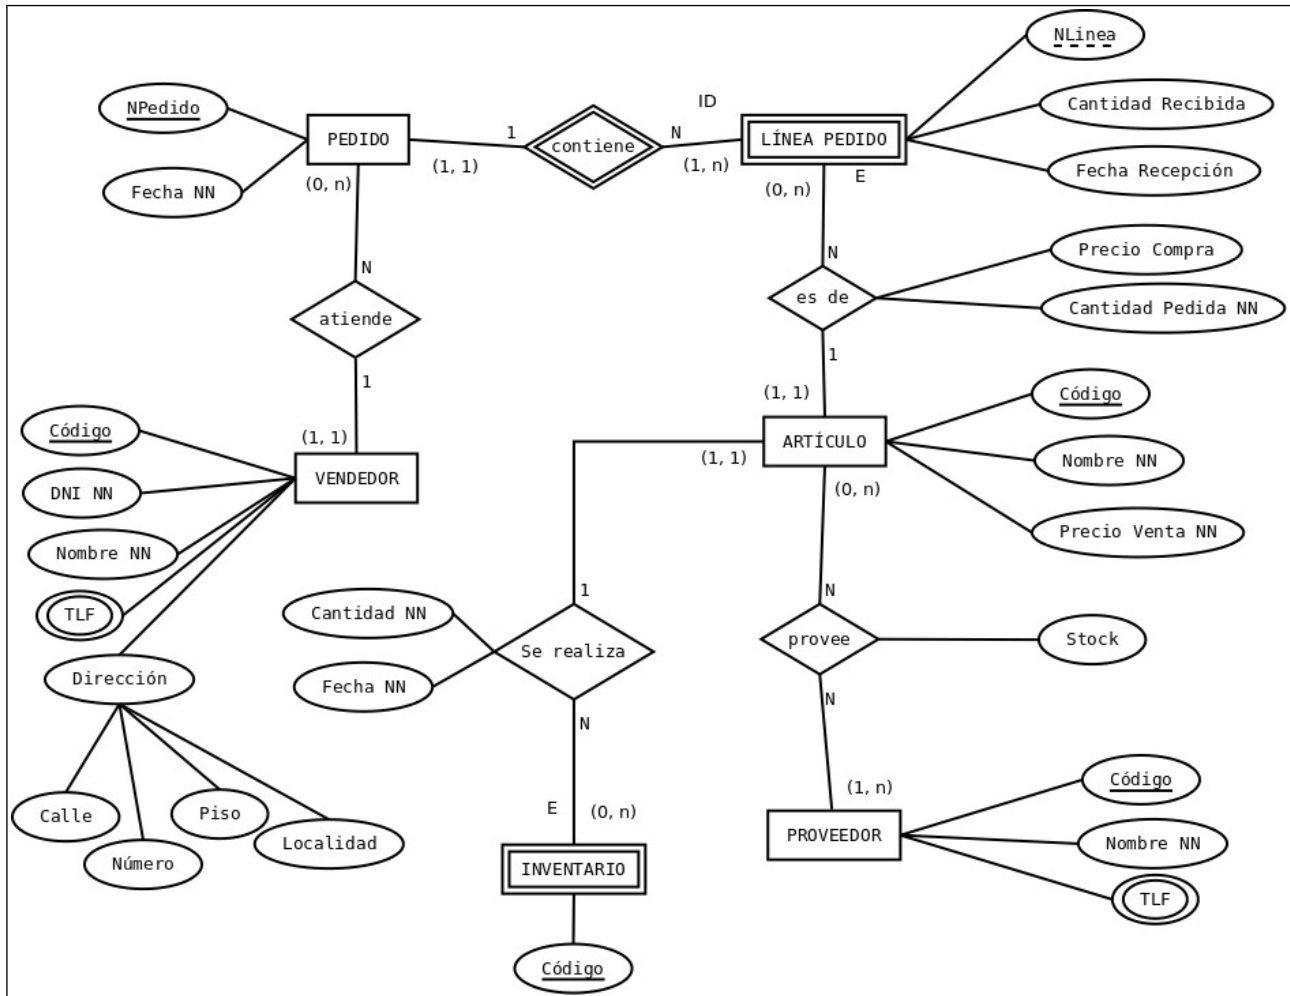 NLinea
ID
NPedido
Cantidad Recibida
1
N
PEDIDO
contiene
LÍNEA PEDIDO
(1, 1)
(1, n)
Fecha Recepción
(0, n)
(0, n)
E
Fecha NN
Precio Compra
N
N
es de
Cantidad Pedida NN
atiende
1
1
(1, 1)
Código
Código
(1, 1)
ARTÍCULO
(1, 1)
Nombre NN
VENDEDOR
(0, n)
DNI NN
Precio Venta NN
Nombre NN
1
N
Cantidad NN
TLF
provee
Stock
Se realiza
Dirección
Fecha NN
N
N
Código
(1, n)
E
(0, n)
Calle
Piso
PROVEEDOR
Nombre NN
Localidad
Número
INVENTARIO
TLF
Código